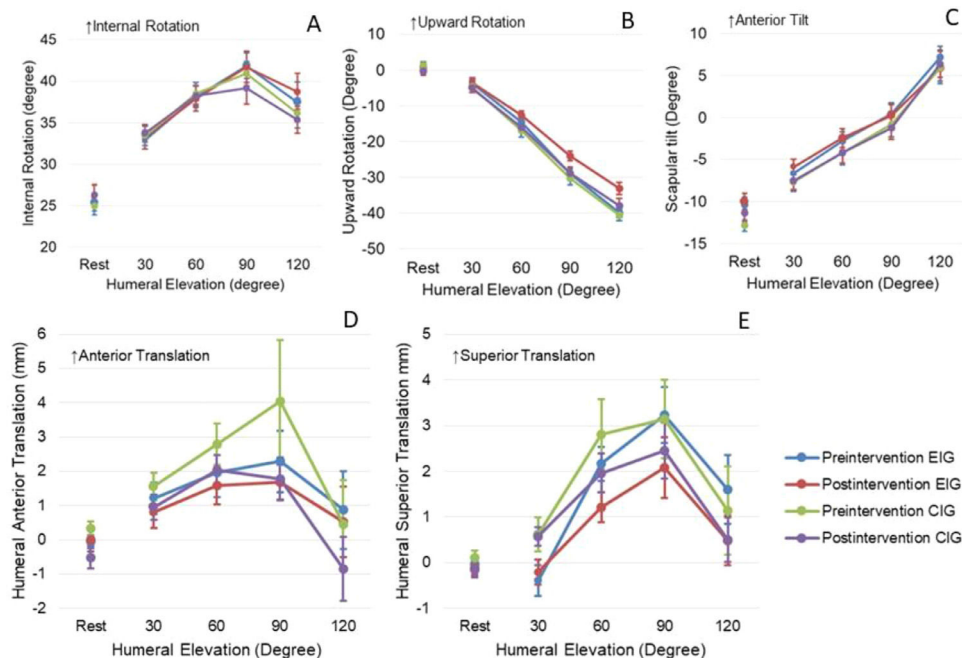 A
↑Internal Rotation
Internal Rotation (degree)
45
40
35
30
25
20
Rest 30 60 90 120
Humeral Elevation (degree)
B
↑Upward Rotation
Upward Rotation (Degree)
10
0
-10
-20
-30
-40
-50
Rest 30 60 90 120
Humeral Elevation (Degree)
C
↑Anterior Tilt
Scapular tilt (Degree)
10
5
0
-5
-10
-15
Rest 30 60 90 120
Humeral Elevation (Degree)
D
↑Anterior Translation
Humeral Anterior Translation (mm)
6
5
4
3
2
1
0
-1
-2
Rest 30 60 90 120
Humeral Elevation (Degree)
E
↑Superior Translation
Humeral Superior Translation mm)
5
4
3
2
1
0
-1
Rest 30 60 90 120
Humeral Elevation (Degree)
Preintervention EIG
Postintervention EIG
Preintervention CIG
Postintervention CIG